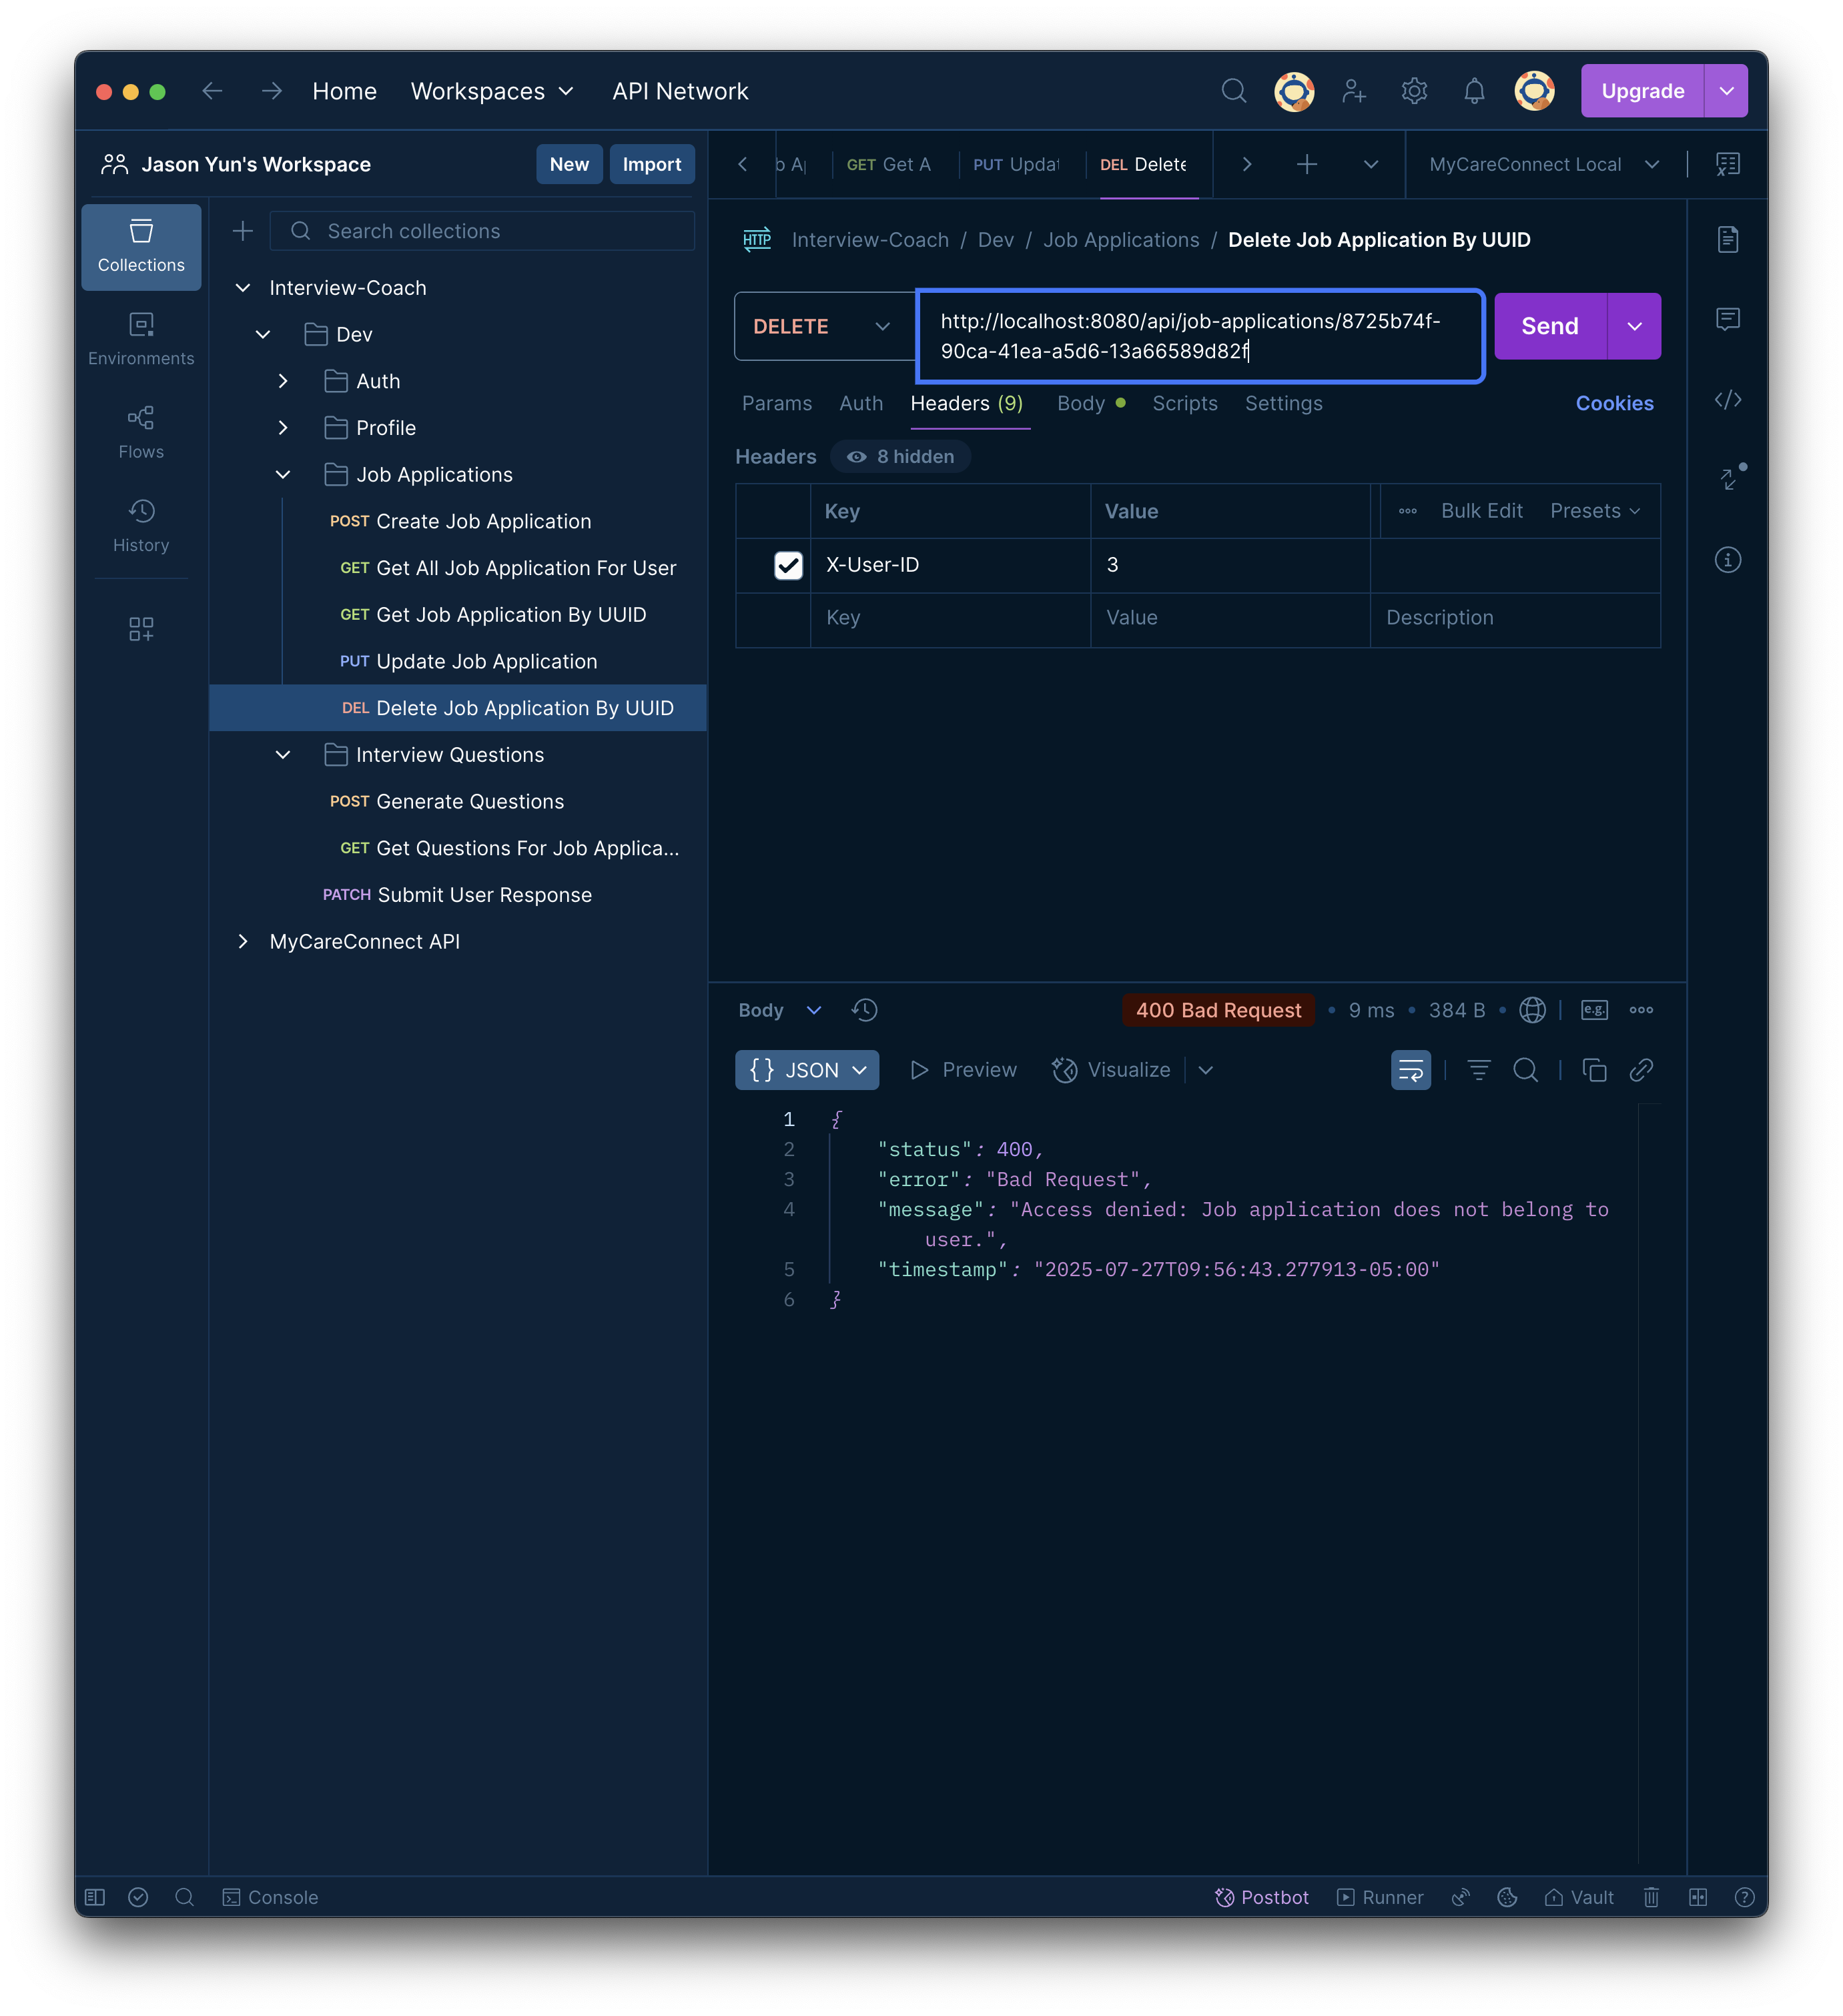 Home Workspaces API Network Upgrade
Jason Yun's Workspace New Import
GET Get A PUT Updat DEL Delete MyCareConnect Local
Collections
Environments
Flows
History
Search collections
Interview-Coach
Dev
Auth
Profile
Job Applications
POST Create Job Application
GET Get All Job Application For User
GET Get Job Application By UUID
PUT Update Job Application
DEL Delete Job Application By UUID
Interview Questions
POST Generate Questions
GET Get Questions For Job Applica...
PATCH Submit User Response
MyCareConnect API
HTTP Interview-Coach / Dev / Job Applications / Delete Job Application By UUID
DELETE
http://localhost:8080/api/job-applications/8725b74f-
90ca-41ea-a5d6-13a66589d82f
Send
Params Auth Headers (9) Body Scripts Settings Cookies
Headers 8 hidden
Key Value Bulk Edit Presets
X-User-ID 3
Key Value Description
Body 400 Bad Request • 9 ms • 384 B • e.g.
{} JSON Preview Visualize
1 {
2 "status": 400,
3 "error": "Bad Request",
4 "message": "Access denied: Job application does not belong to
user.",
5 "timestamp": "2025-07-27T09:56:43.277913-05:00"
6 }
Console Postbot Runner Vault